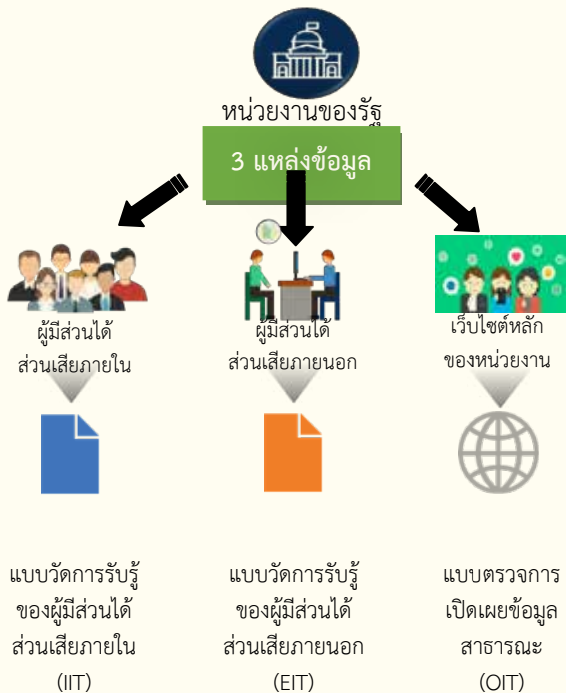 หน่วยงานของรัฐ
3 แหล่งข้อมูล
ผู้มีส่วนได้
ส่วนเสียภายใน
ผู้มีส่วนได้
ส่วนเสียภายนอก
เว็บไซต์หลัก
ของหน่วยงาน
แบบวัดการรับรู้
ของผู้มีส่วนได้
ส่วนเสียภายใน
(IIT)
แบบวัดการรับรู้
ของผู้มีส่วนได้
ส่วนเสียภายนอก
(EIT)
แบบตรวจการ
เปิดเผยข้อมูล
สาธารณะ
(OIT)